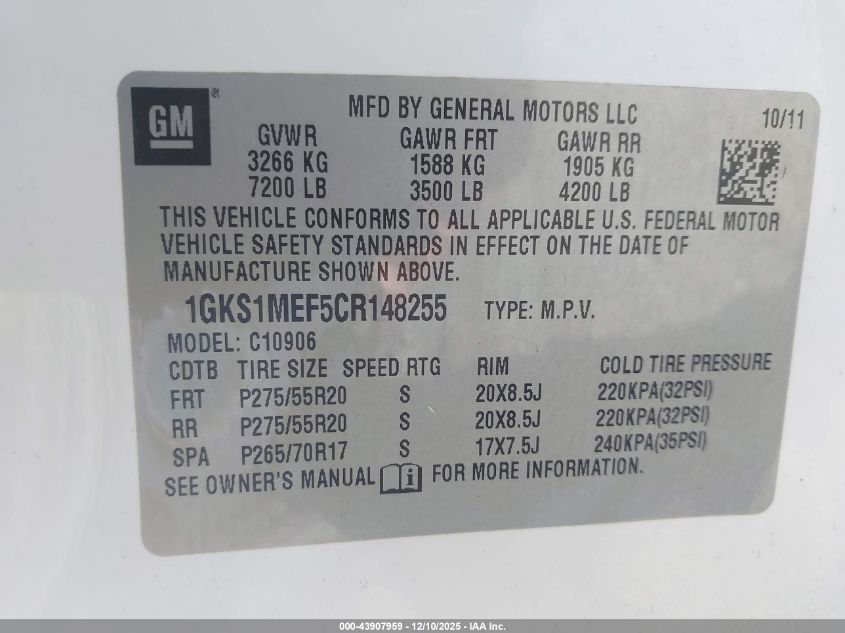 GM®
MFD BY GENERAL MOTORS LLC 10/11
GVWR GAWR FRT GAWR RR
3266 KG 1588 KG 1905 KG
7200 LB 3500 LB 4200 LB
THIS VEHICLE CONFORMS TO ALL APPLICABLE U.S. FEDERAL MOTOR
VEHICLE SAFETY STANDARDS IN EFFECT ON THE DATE OF
MANUFACTURE SHOWN ABOVE.
1GKS1MEF5CR148255 TYPE: M.P.V.
MODEL: C10906
CDTB TIRE SIZE SPEED RTG RIM COLD TIRE PRESSURE
FRT P275/55R20 S 20X8.5J 220KPA(32PSI)
RR P275/55R20 S 20X8.5J 220KPA(32PSI)
SPA P265/70R17 S 17X7.5J 240KPA(35PSI)
SEE OWNER'S MANUAL i FOR MORE INFORMATION.
000-43907959 - 12/10/2025 - IAA Inc.